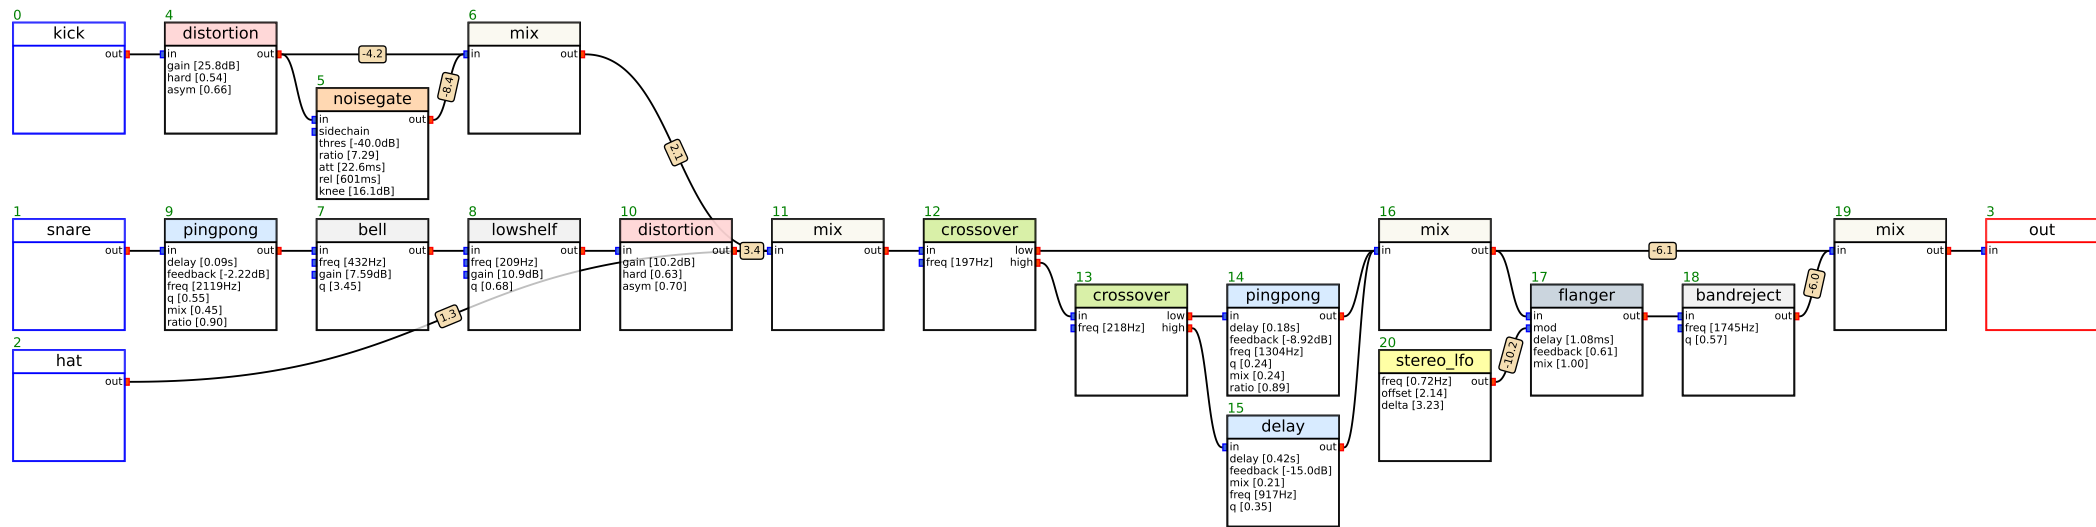 0
kick
out
4
distortion
in out
gain [25.8dB]
hard [0.54]
asym [0.66]
-4.2
5
noisegate
in out
sidechain
thres [-40.0dB]
ratio [7.29]
att [22.6ms]
rel [601ms]
knee [16.1dB]
-8.4
6
mix
in out
2.1
1
snare
out
9
pingpong
in out
delay [0.09s]
feedback [-2.22dB]
freq [2119Hz]
q [0.55]
mix [0.45]
ratio [0.90]
7
bell
in out
freq [432Hz]
gain [7.59dB]
q [3.45]
8
lowshelf
in out
freq [209Hz]
gain [10.9dB]
q [0.68]
10
distortion
in out
gain [10.2dB]
hard [0.63]
asym [0.70]
3.4
11
mix
in out
2
hat
out
1.3
12
crossover
in low
freq [197Hz] high
13
crossover
in low
freq [218Hz] high
14
pingpong
in out
delay [0.18s]
feedback [-8.92dB]
freq [1304Hz]
q [0.24]
mix [0.24]
ratio [0.89]
15
delay
in out
delay [0.42s]
feedback [-15.0dB]
mix [0.21]
freq [917Hz]
q [0.35]
16
mix
in out
20
stereo_lfo
freq [0.72Hz] out
offset [2.14]
delta [3.23]
-10.2
-6.1
17
flanger
in out
mod
delay [1.08ms]
feedback [0.61]
mix [1.00]
18
bandreject
in out
freq [1745Hz]
q [0.57]
-6.0
19
mix
in out
3
out
in